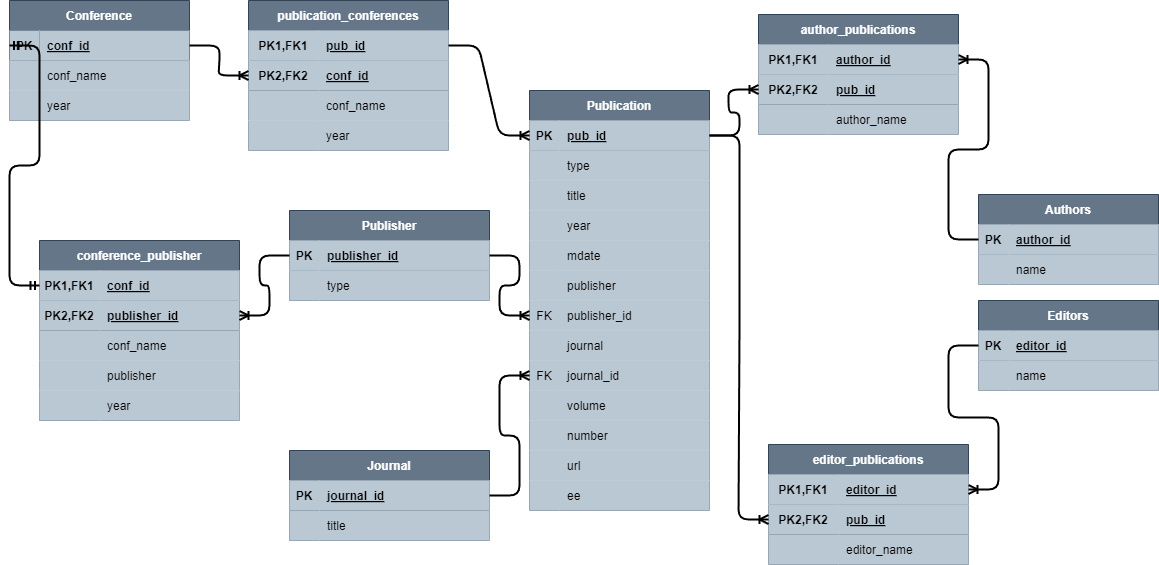 Conference
PK conf_id
conf_name
year
publication_conferences
PK1,FK1 pub_id
PK2,FK2 conf_id
conf_name
year
author_publications
PK1,FK1 author_id
PK2,FK2 pub_id
author_name
Publication
PK pub_id
type
title
year
mdate
publisher
FK publisher_id
journal
FK journal_id
volume
number
url
ee
Authors
PK author_id
name
Publisher
PK publisher_id
type
conference_publisher
PK1,FK1 conf_id
PK2,FK2 publisher_id
conf_name
publisher
year
Editors
PK editor_id
name
Journal
PK journal_id
title
editor_publications
PK1,FK1 editor_id
PK2,FK2 pub_id
editor_name